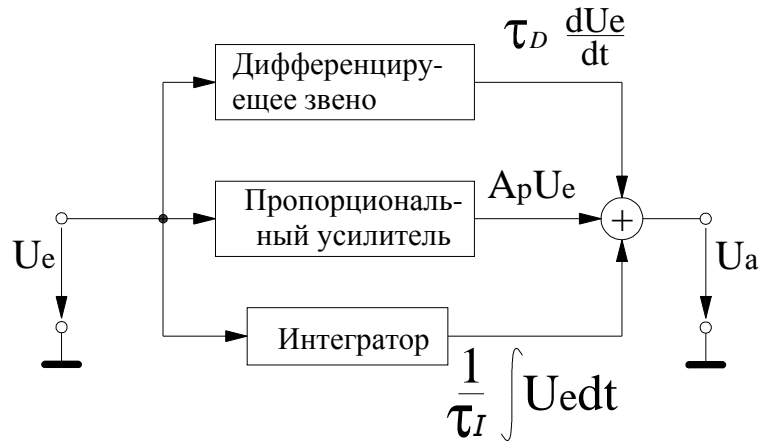 τD dUe/dt
Дифференциру-
ещее звено
Пропорциональ-
ный усилитель
ApUe
+
Ue
Ua
Интегратор
1/τI ∫Uedt